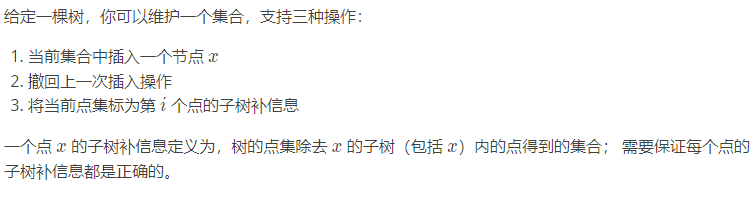 给定一棵树，你可以维护一个集合，支持三种操作：
1. 当前集合中插入一个节点 x
2. 撤回上一次插入操作
3. 将当前点集标为第 i 个点的子树补信息
一个点 x 的子树补信息定义为，树的点集除去 x 的子树（包括 x）内的点得到的集合； 需要保证每个点的
子树补信息都是正确的。